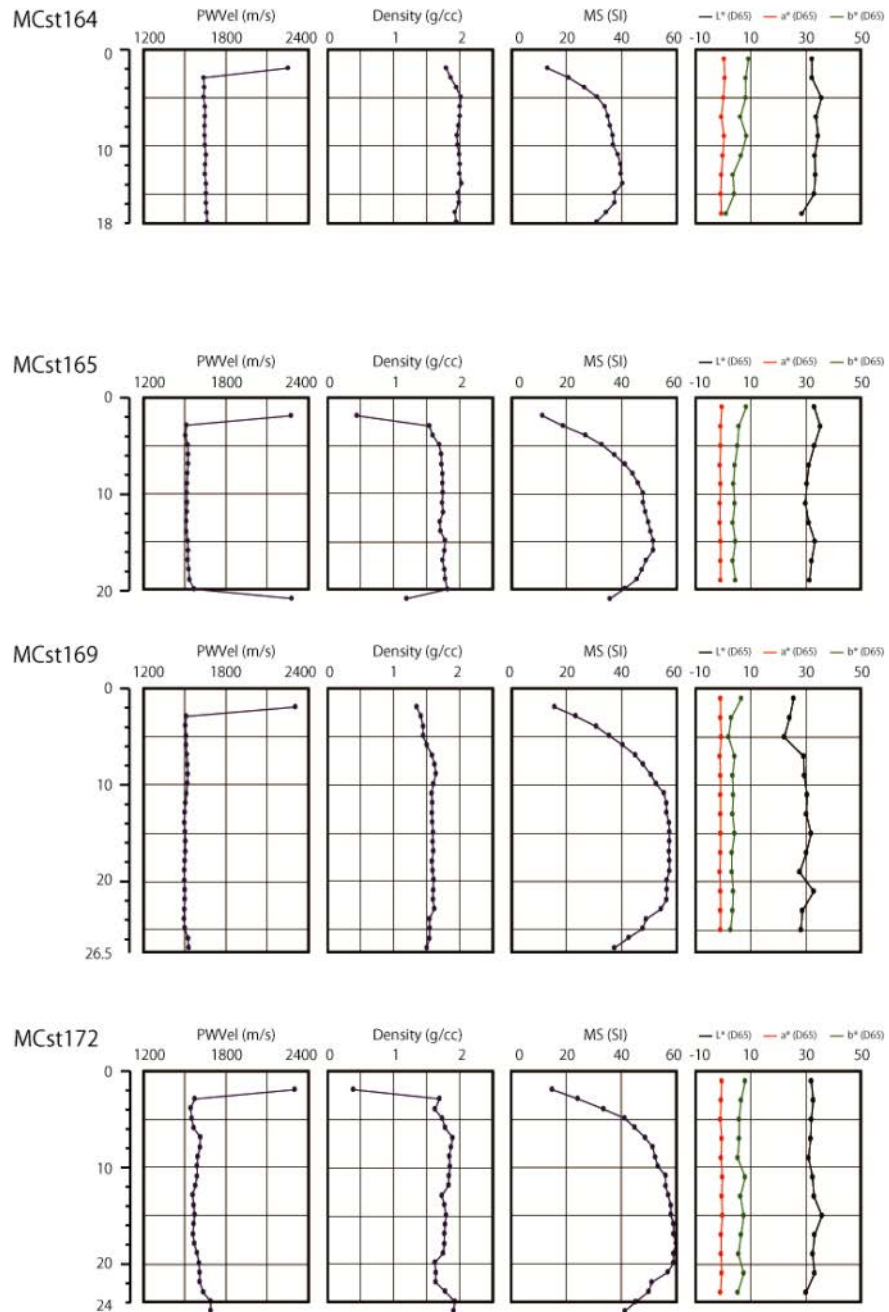 MCst164
PWVel (m/s) Density (g/cc) MS (SI) L* (D65) a* (D65) b* (D65)
1200 1800 2400 0 1 2 0 20 40 60 -10 10 30 50
0
10
18
MCst165
PWVel (m/s) Density (g/cc) MS (SI) L* (D65) a* (D65) b* (D65)
1200 1800 2400 0 1 2 0 20 40 60 -10 10 30 50
0
10
20
MCst169
PWVel (m/s) Density (g/cc) MS (SI) L* (D65) a* (D65) b* (D65)
1200 1800 2400 0 1 2 0 20 40 60 -10 10 30 50
0
10
20
26.5
MCst172
PWVel (m/s) Density (g/cc) MS (SI) L* (D65) a* (D65) b* (D65)
1200 1800 2400 0 1 2 0 20 40 60 -10 10 30 50
0
10
20
24